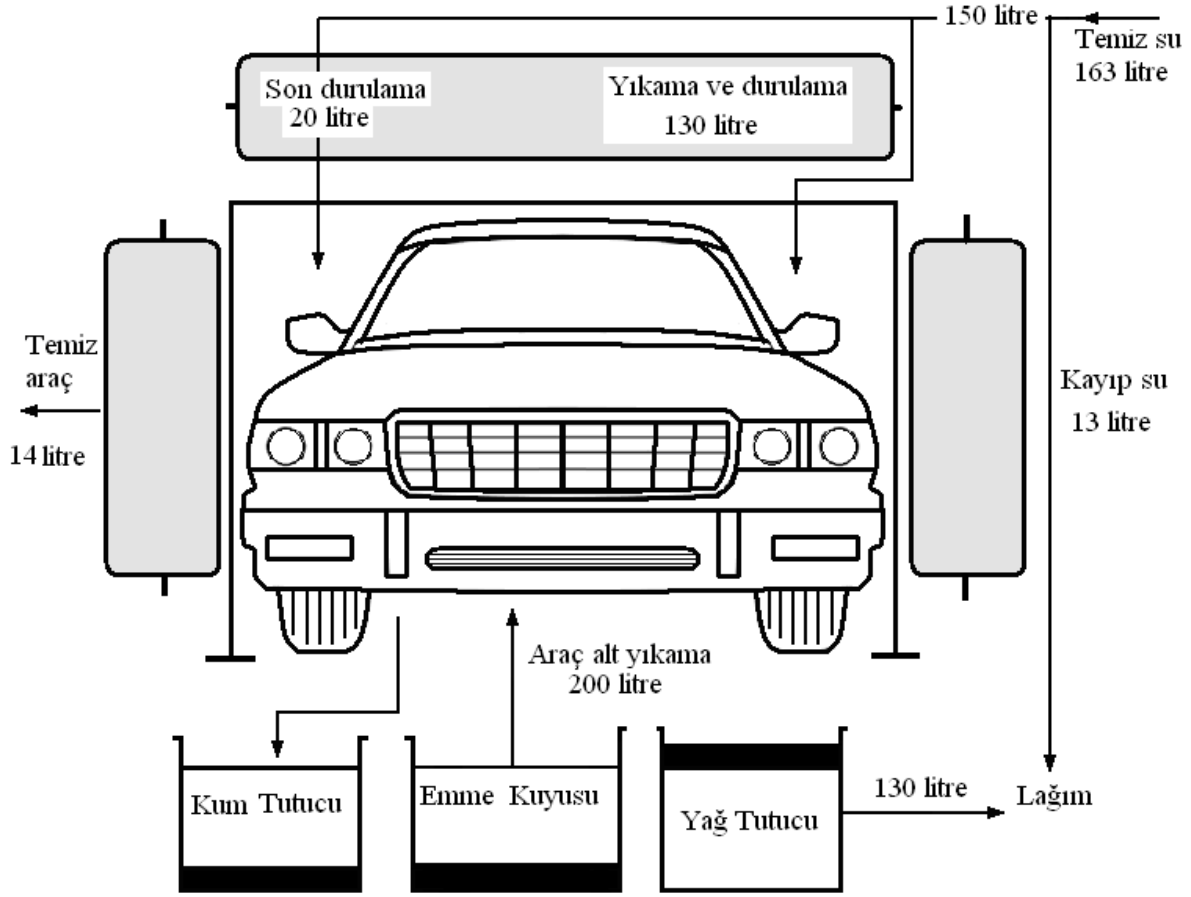 150 litre
Temiz su
163 litre
Son durulama
20 litre
Yıkama ve durulama
130 litre
Temiz
araç
14 litre
Kayıp su
13 litre
Araç alt yıkama
200 litre
Kum Tutucu
Emme Kuyusu
Yağ Tutucu
130 litre
Lağım